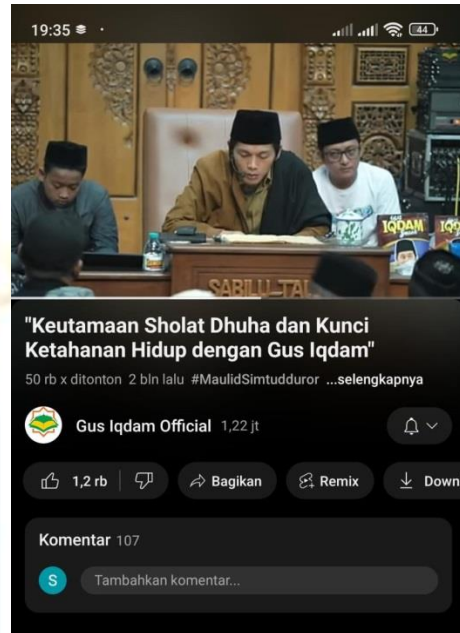 19:35
44
IQDAM
SABILU TA
"Keutamaan Sholat Dhuha dan Kunci
Ketahanan Hidup dengan Gus Iqdam"
50 rb x ditonton 2 bln lalu #MaulidSimtudduror ...selengkapnya
Gus Iqdam Official 1,22 jt
1,2 rb
Bagikan
Remix
Down
Komentar 107
S
Tambahkan komentar...